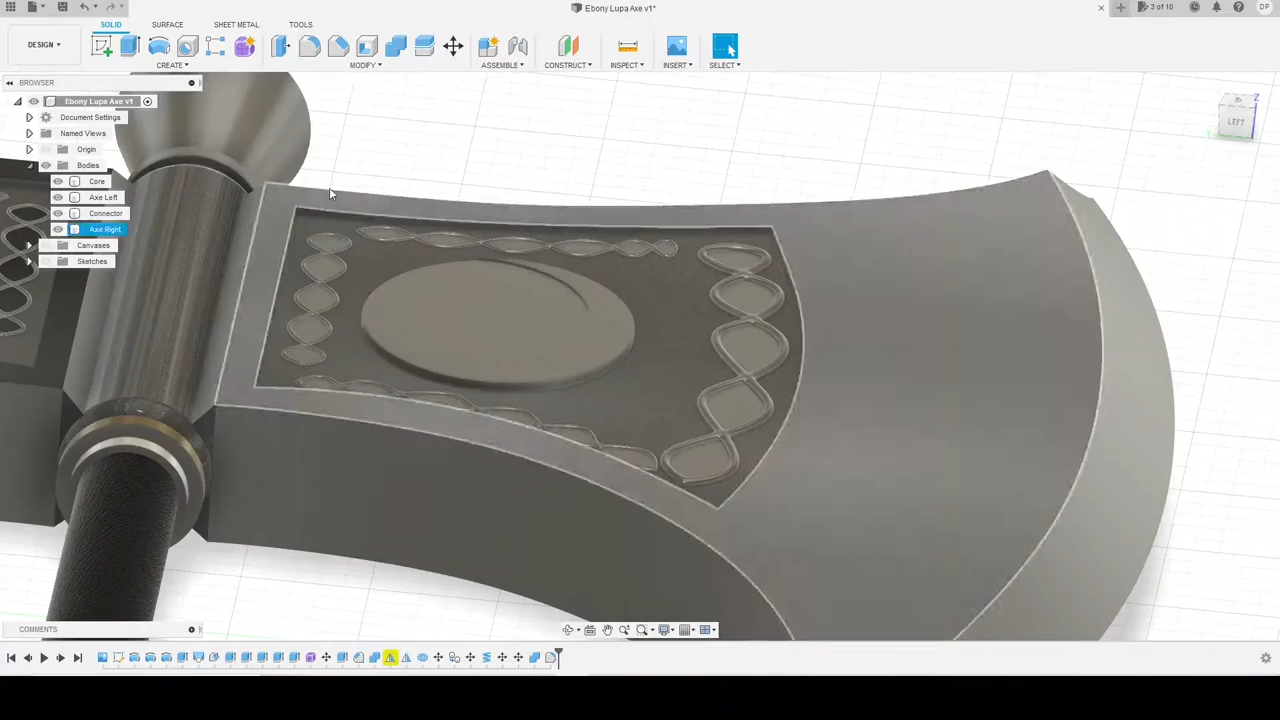 Ebony Lupa Axe v1*
3 of 10
DP
SOLID
SURFACE
SHEET METAL
TOOLS
DESIGN
CREATE
MODIFY
ASSEMBLE
CONSTRUCT
INSPECT
INSERT
SELECT
BROWSER
Ebony Lupa Axe v1
Document Settings
Named Views
Origin
Bodies
Core
Axe Left
Connector
Axe Right
Canvases
Sketches
Z
LEFT
Y
COMMENTS